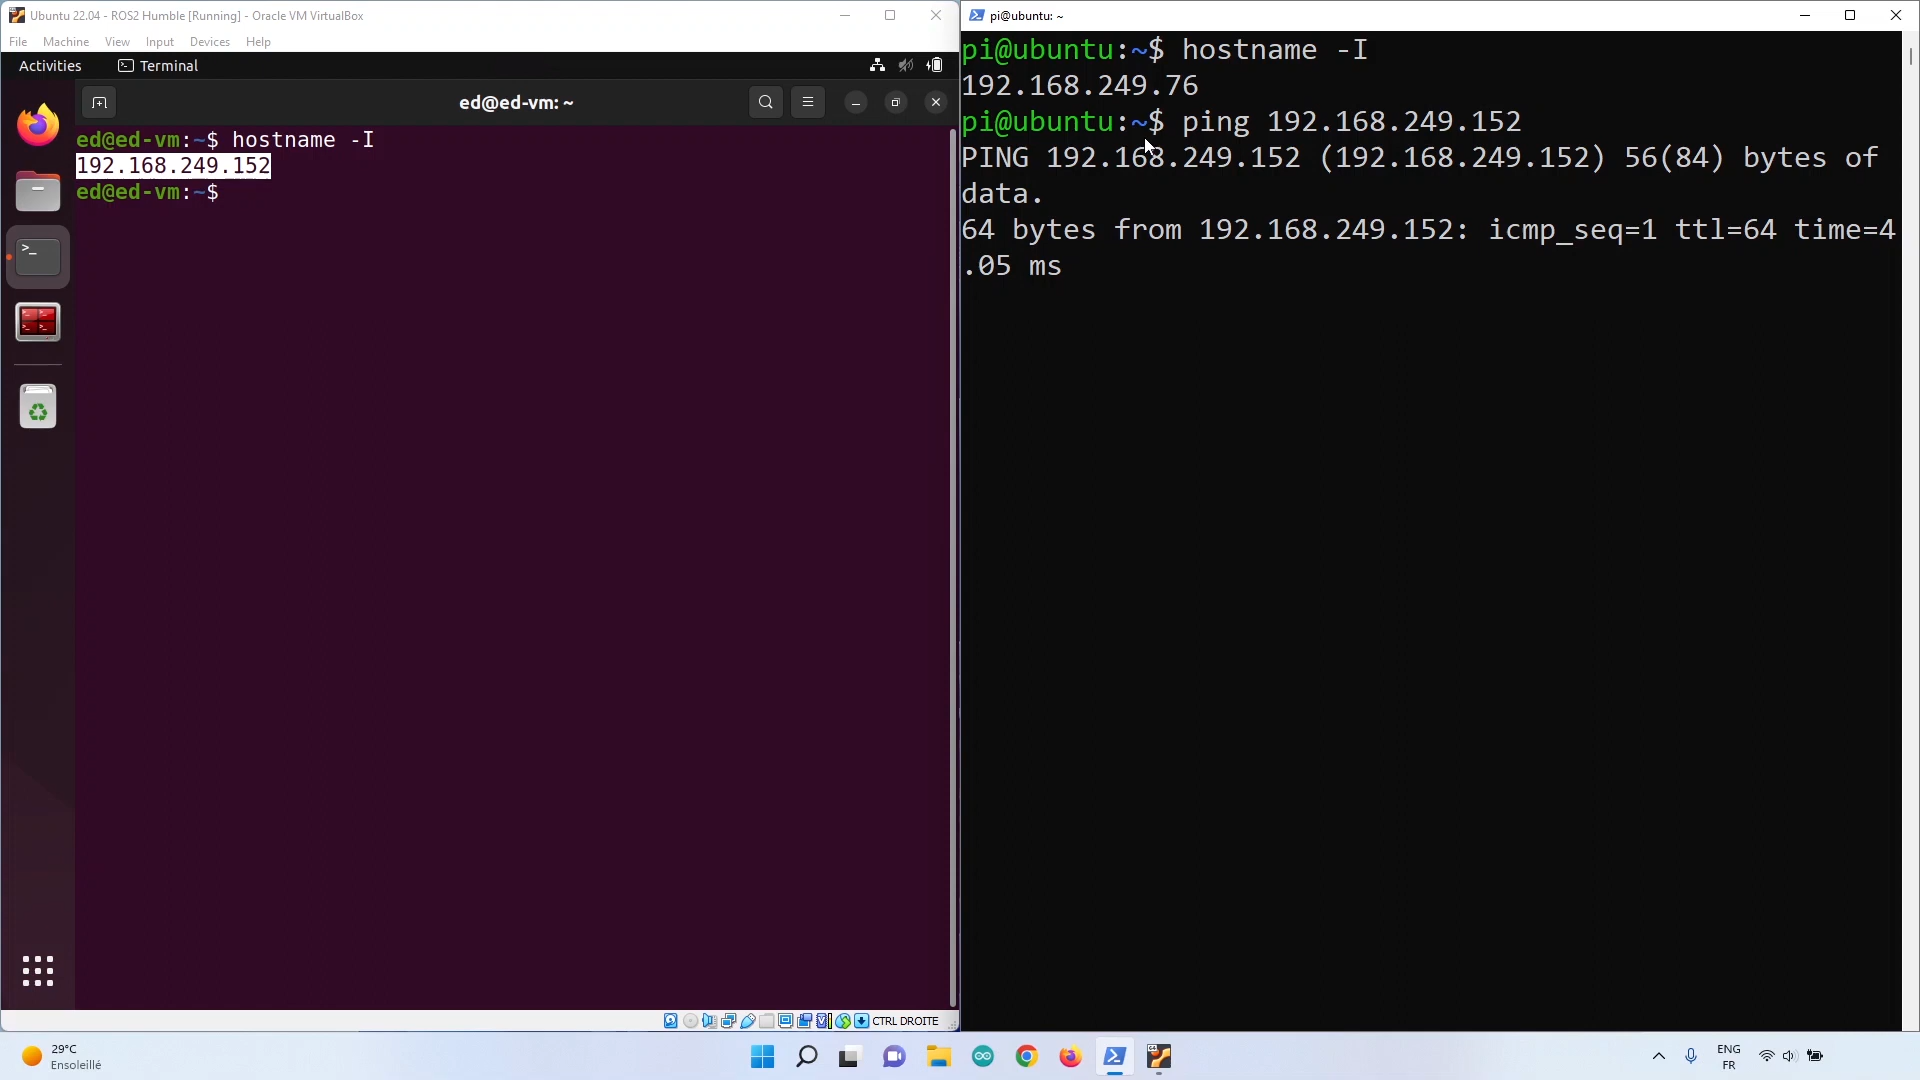 Ubuntu 22.04 - ROS2 Humble [Running] - Oracle VM VirtualBox
File Machine View Input Devices Help
Activities Terminal
ed@ed-vm: ~
ed@ed-vm:~$ hostname -I
192.168.249.152
ed@ed-vm:~$
CTRL DROITE
pi@ubuntu: ~
pi@ubuntu:~$ hostname -I
192.168.249.76
pi@ubuntu:~$ ping 192.168.249.152
PING 192.168.249.152 (192.168.249.152) 56(84) bytes of
data.
64 bytes from 192.168.249.152: icmp_seq=1 ttl=64 time=4
.05 ms
29°C
Ensoleillé
ENG
FR